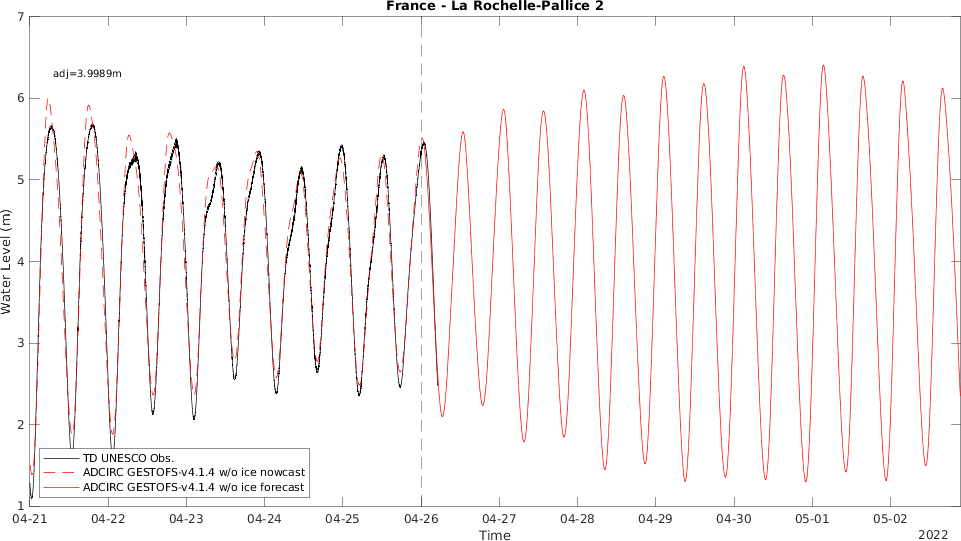 France - La Rochelle-Pallice 2
7
adj=3.9989m
6
5
4
3
2
1
Water Level (m)
TD UNESCO Obs.
ADCIRC GESTOFS-v4.1.4 w/o ice nowcast
ADCIRC GESTOFS-v4.1.4 w/o ice forecast
04-21 04-22 04-23 04-24 04-25 04-26 04-27 04-28 04-29 04-30 05-01 05-02
Time
2022